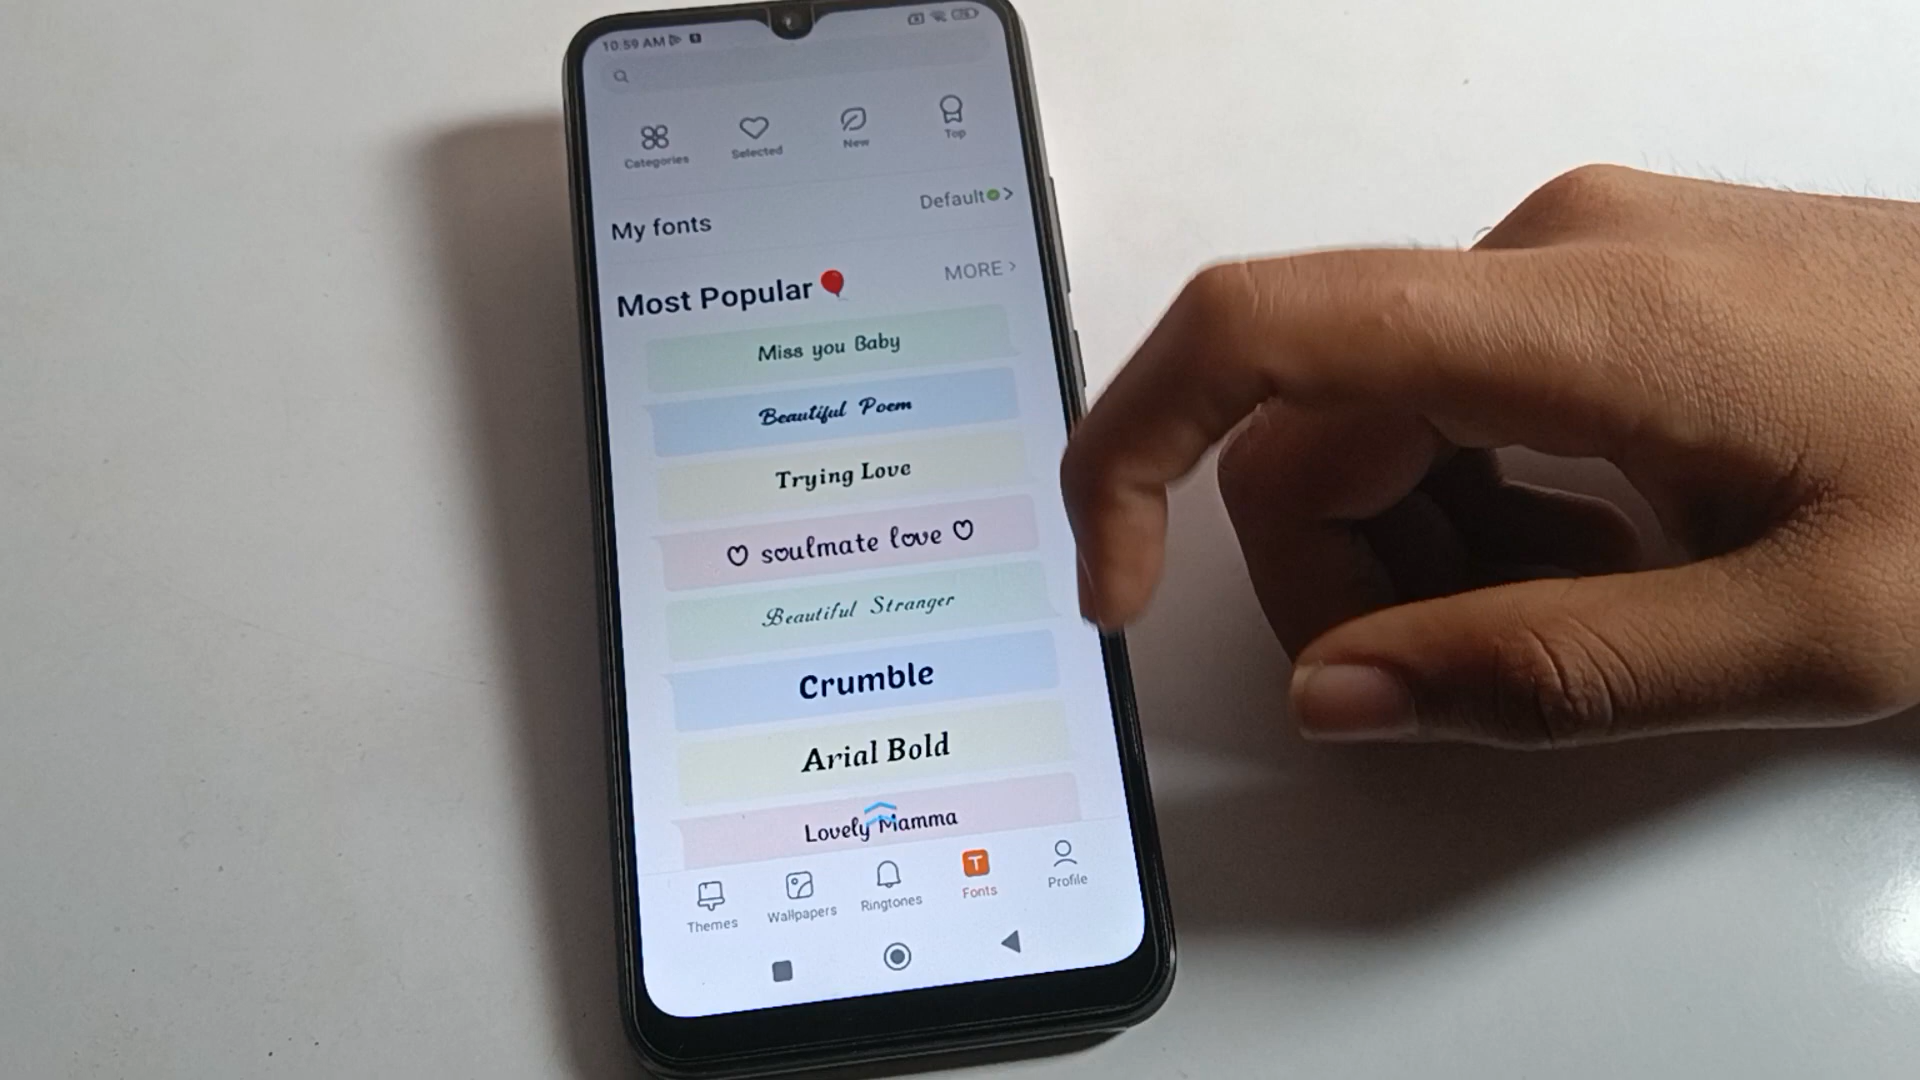 10:59 AM
Categories
Selected
New
Top
My fonts
Default
Most Popular
MORE
Miss you Baby
Beautiful Poem
Trying Love
soulmate love
Beautiful Stranger
Crumble
Arial Bold
Lovely Mamma
Themes
Wallpapers
Ringtones
T
Fonts
Profile